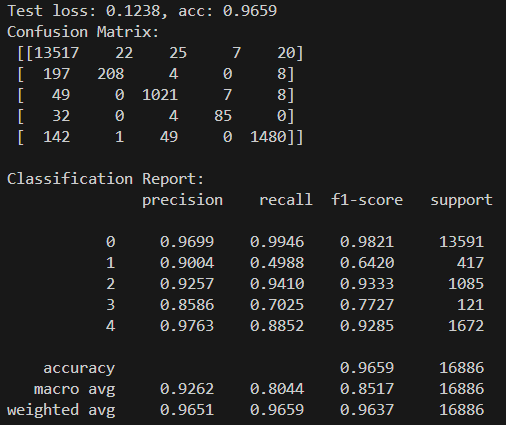 Test loss: 0.1238, acc: 0.9659
Confusion Matrix:
 [[13517    22    25     7    20]
 [  197   208     4     0     8]
 [   49     0  1021     7     8]
 [   32     0     4    85     0]
 [  142     1    49     0  1480]]

Classification Report:
              precision    recall  f1-score   support

           0     0.9699    0.9946    0.9821     13591
           1     0.9004    0.4988    0.6420       417
           2     0.9257    0.9410    0.9333      1085
           3     0.8586    0.7025    0.7727       121
           4     0.9763    0.8852    0.9285      1672

    accuracy                         0.9659     16886
   macro avg     0.9262    0.8044    0.8517     16886
weighted avg     0.9651    0.9659    0.9637     16886